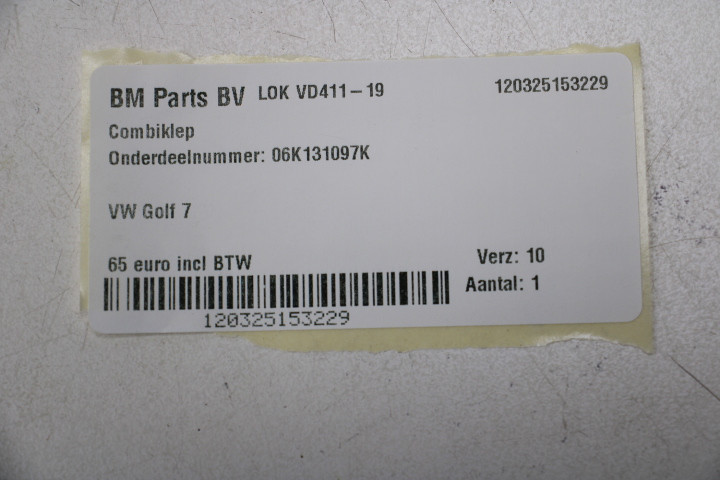 BM Parts BV LOK VD411-19 120325153229
Combiklep
Onderdeelnummer: 06K131097K
VW Golf 7
65 euro incl BTW Verz: 10
Aantal: 1
120325153229